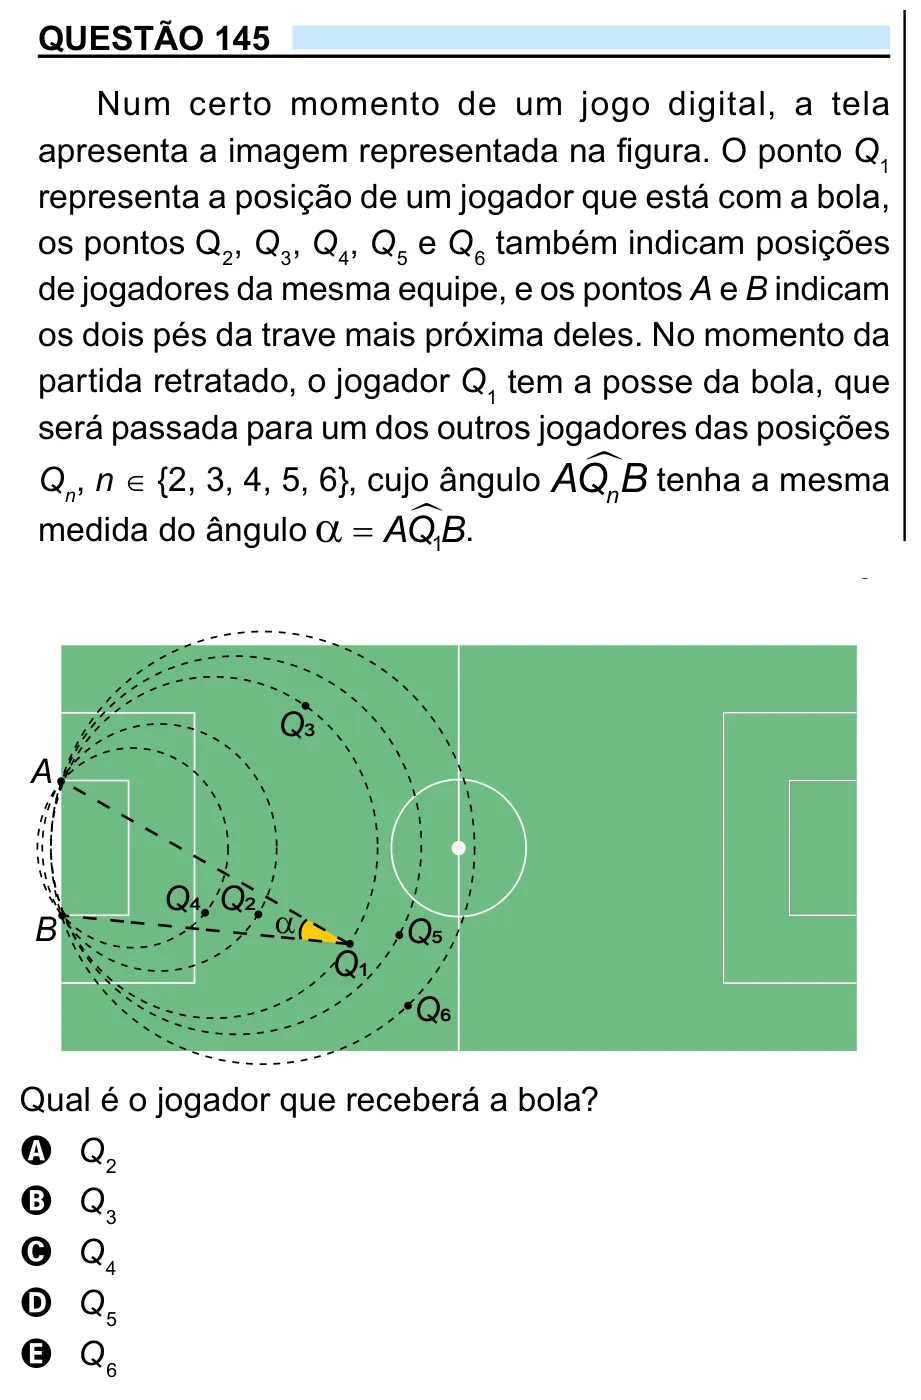 QUESTÃO 145
Num certo momento de um jogo digital, a tela
apresenta a imagem representada na figura. O ponto Q₁
representa a posição de um jogador que está com a bola,
os pontos Q₂, Q₃, Q₄, Q₅ e Q₆ também indicam posições
de jogadores da mesma equipe, e os pontos A e B indicam
os dois pés da trave mais próxima deles. No momento da
partida retratado, o jogador Q₁ tem a posse da bola, que
será passada para um dos outros jogadores das posições
Qₙ, n ∈ {2, 3, 4, 5, 6}, cujo ângulo AQ̂ₙB tenha a mesma
medida do ângulo α = AQ̂₁B.
Q₃
A
Q₄ Q₂
B
α
Q₅
Q₁
Q₆
Qual é o jogador que receberá a bola?
A Q₂
B Q₃
C Q₄
D Q₅
E Q₆